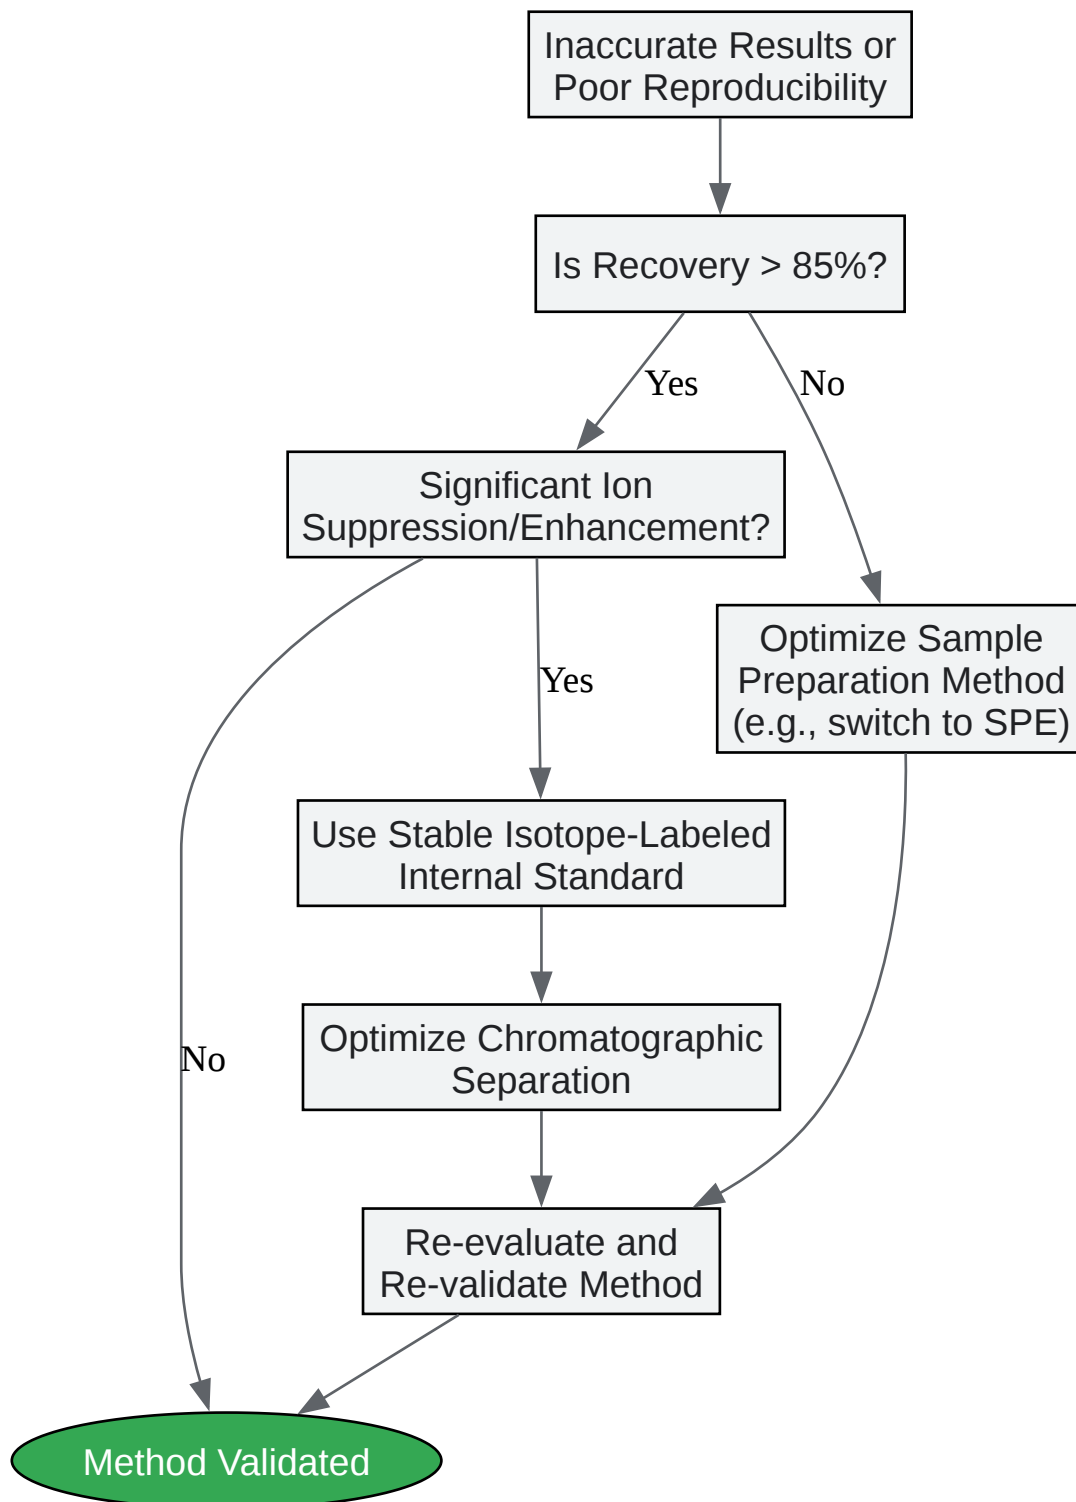 Inaccurate Results or
Poor Reproducibility
Is Recovery > 85%?
Yes
No
Significant Ion
Suppression/Enhancement?
Optimize Sample
Preparation Method
(e.g., switch to SPE)
Yes
Use Stable Isotope-Labeled
Internal Standard
Optimize Chromatographic
Separation
No
Re-evaluate and
Re-validate Method
Method Validated